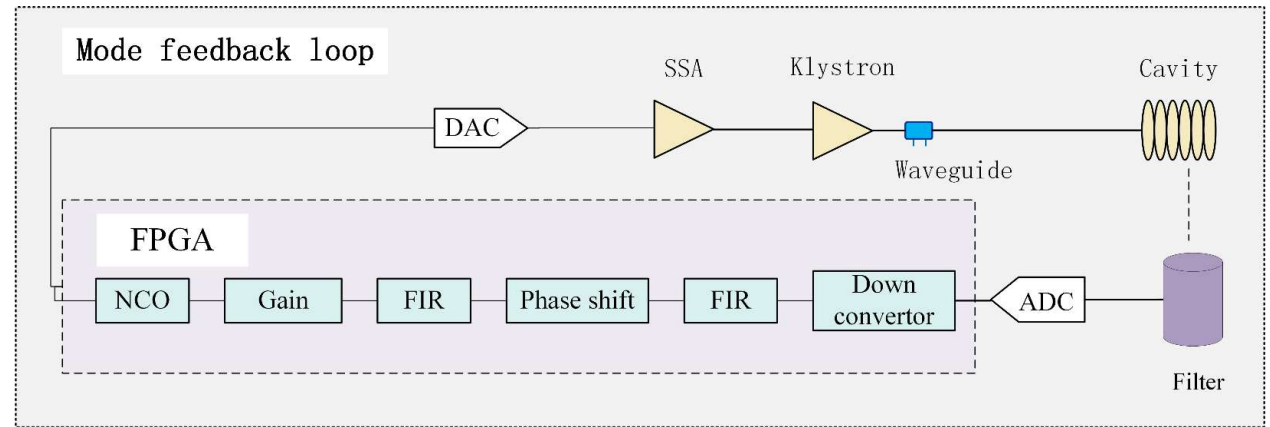 Mode feedback loop
SSA
Klystron
Cavity
DAC
Waveguide
FPGA
NCO
Gain
FIR
Phase shift
FIR
Down
convertor
ADC
Filter